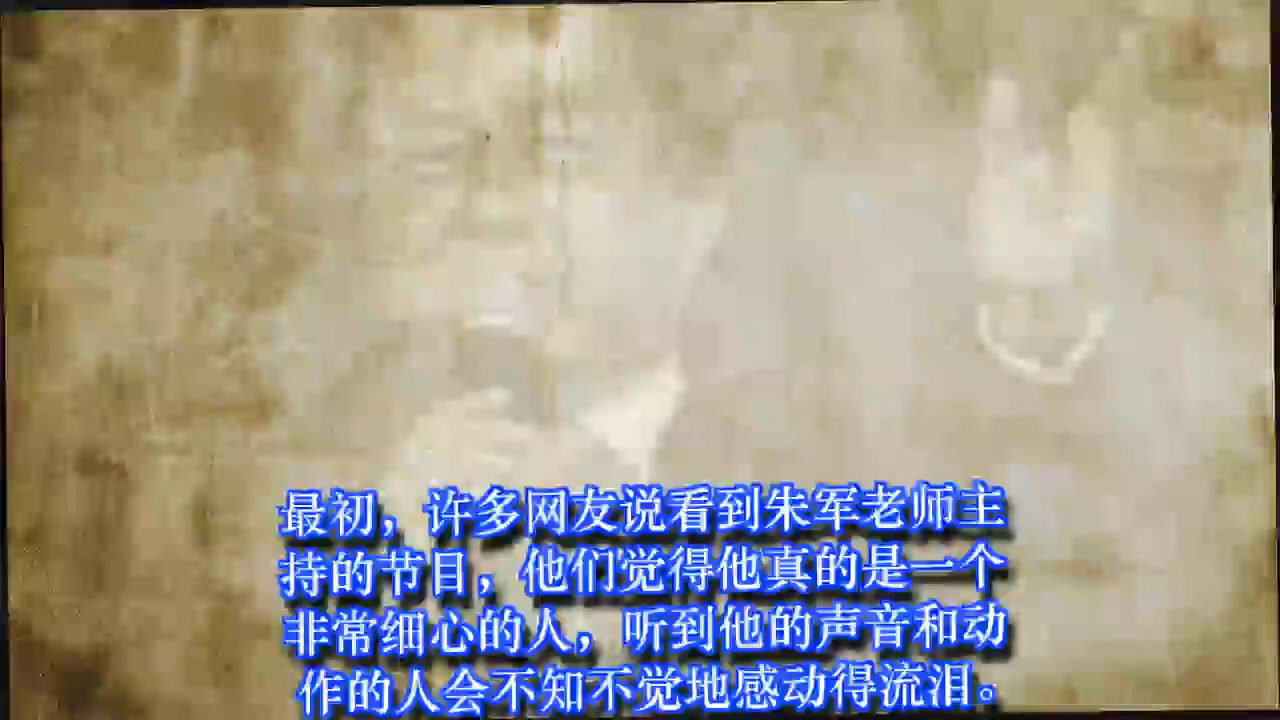 最初，许多网友说看到朱军老师主
持的节目，他们觉得他真的是一个
非常细心的人，听到他的声音和动
作的人会不知不觉地感动得流泪。